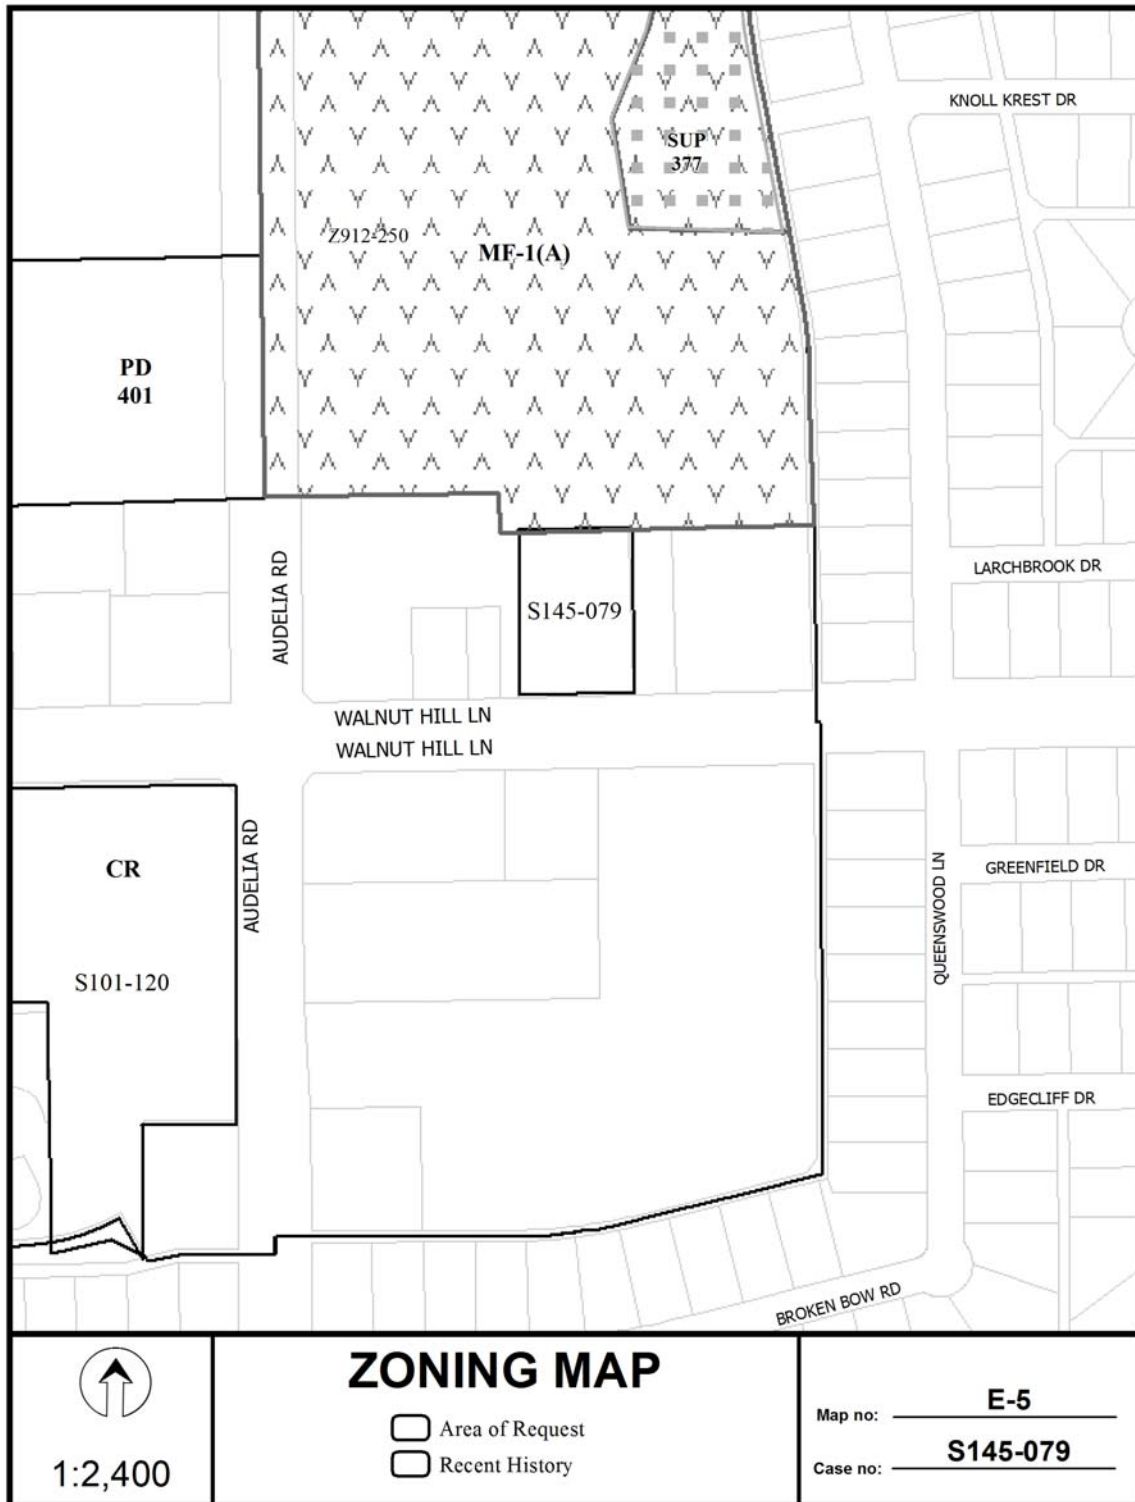 KNOLL KREST DR
SUP
377
Z912-250
MF-1(A)
PD
401
LARCHBROOK DR
AUDELIA RD
S145-079
WALNUT HILL LN
WALNUT HILL LN
CR
AUDELIA RD
GREENFIELD DR
QUEENSWOOD LN
S101-120
EDGECLIFF DR
BROKEN BOW RD
1:2,400
ZONING MAP
Area of Request
Recent History
Map no: E-5
Case no: S145-079